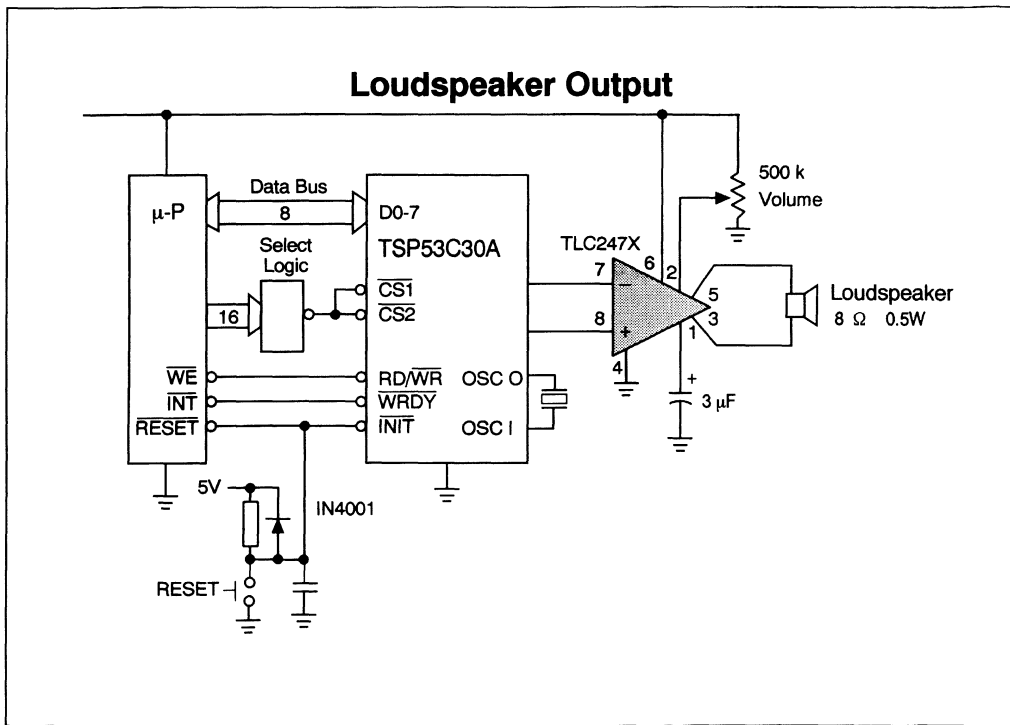 Loudspeaker Output
500 k
Volume
μ-P
Data Bus
8
D0-7
TSP53C30A
Select
Logic
16
CS1
CS2
TLC247X
7
6
2
8
4
5
3
1
Loudspeaker
8 Ω 0.5W
+
3 μF
WE
INT
RESET
RD/WR
WRDY
INIT
OSC O
OSC I
5V
IN4001
RESET